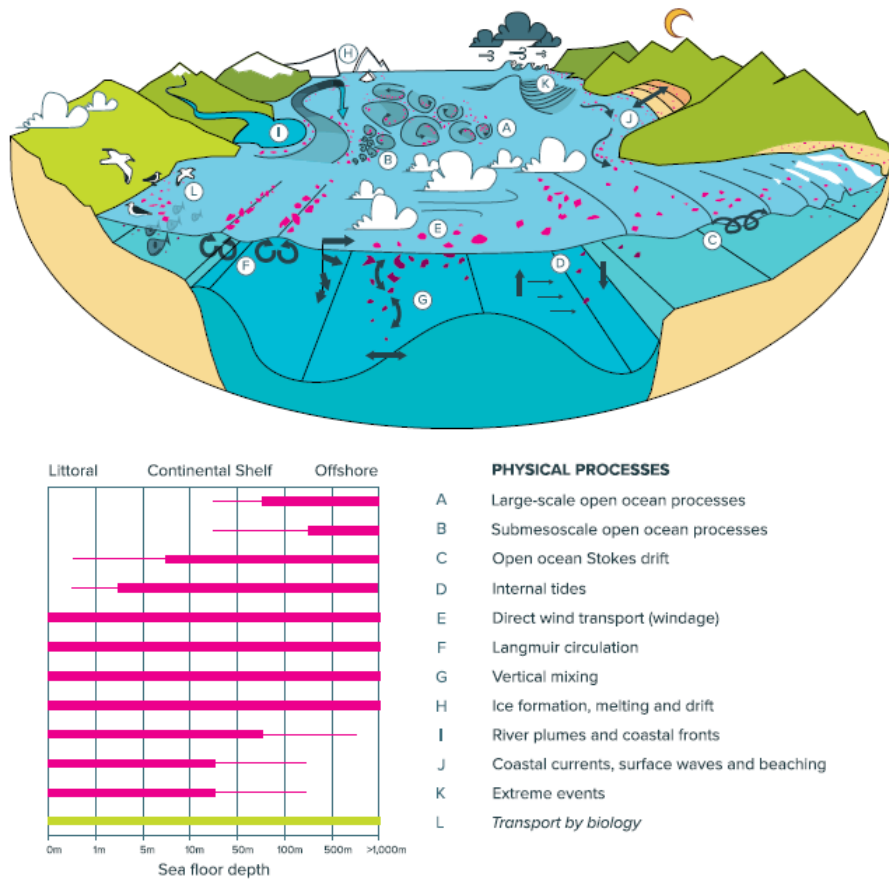 H
K
I
J
A
B
L
E
C
F
D
G
Littoral Continental Shelf Offshore
PHYSICAL PROCESSES
A Large-scale open ocean processes
B Submesoscale open ocean processes
C Open ocean Stokes drift
D Internal tides
E Direct wind transport (windage)
F Langmuir circulation
G Vertical mixing
H Ice formation, melting and drift
I River plumes and coastal fronts
J Coastal currents, surface waves and beaching
K Extreme events
L Transport by biology
0m 1m 5m 10m 50m 100m 500m >1,000m
Sea floor depth